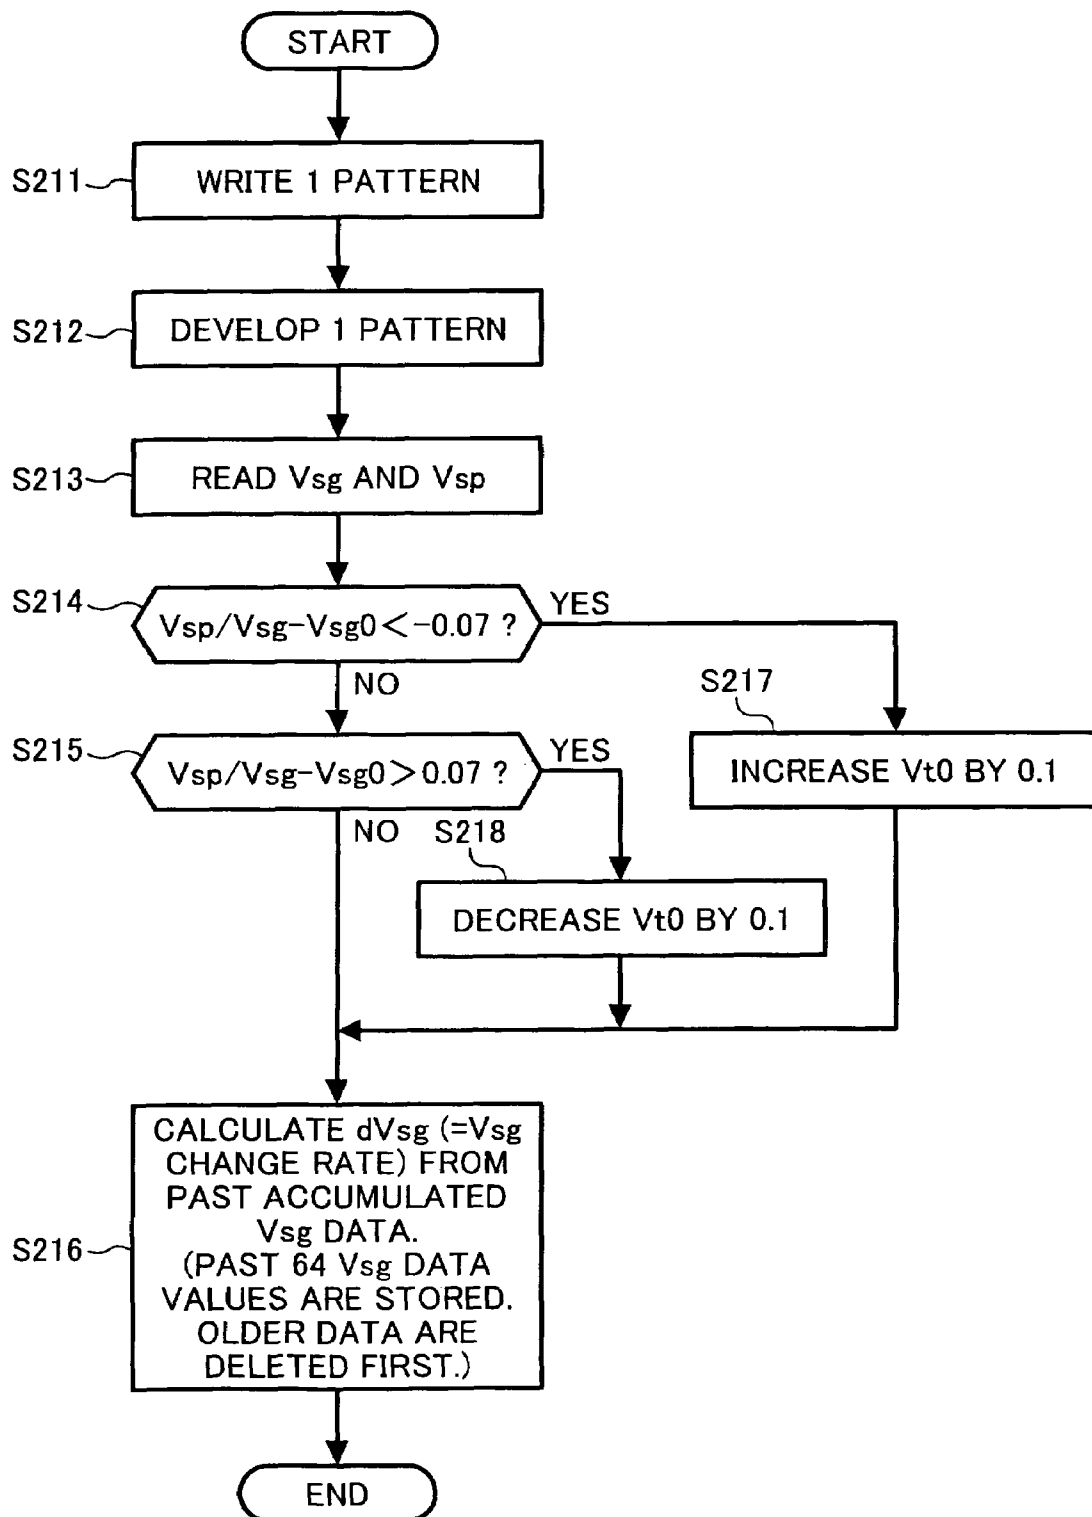 START
S211
WRITE 1 PATTERN
S212
DEVELOP 1 PATTERN
S213
READ Vsg AND Vsp
S214
Vsp/Vsg-Vsg0<-0.07 ?
YES
NO
S217
INCREASE Vt0 BY 0.1
S215
Vsp/Vsg-Vsg0>0.07 ?
YES
NO
S218
DECREASE Vt0 BY 0.1
S216
CALCULATE dVsg (=Vsg
CHANGE RATE) FROM
PAST ACCUMULATED
Vsg DATA.
(PAST 64 Vsg DATA
VALUES ARE STORED.
OLDER DATA ARE
DELETED FIRST.)
END